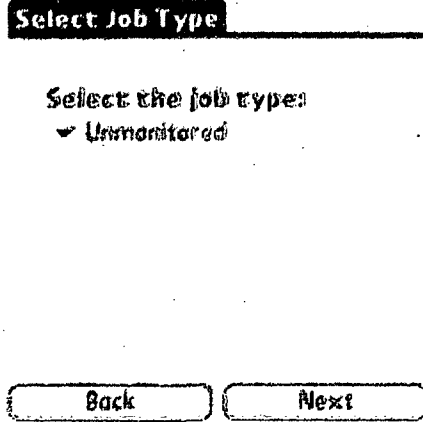 Select Job Type
Select the job type:
Unmonitored
Back
Next